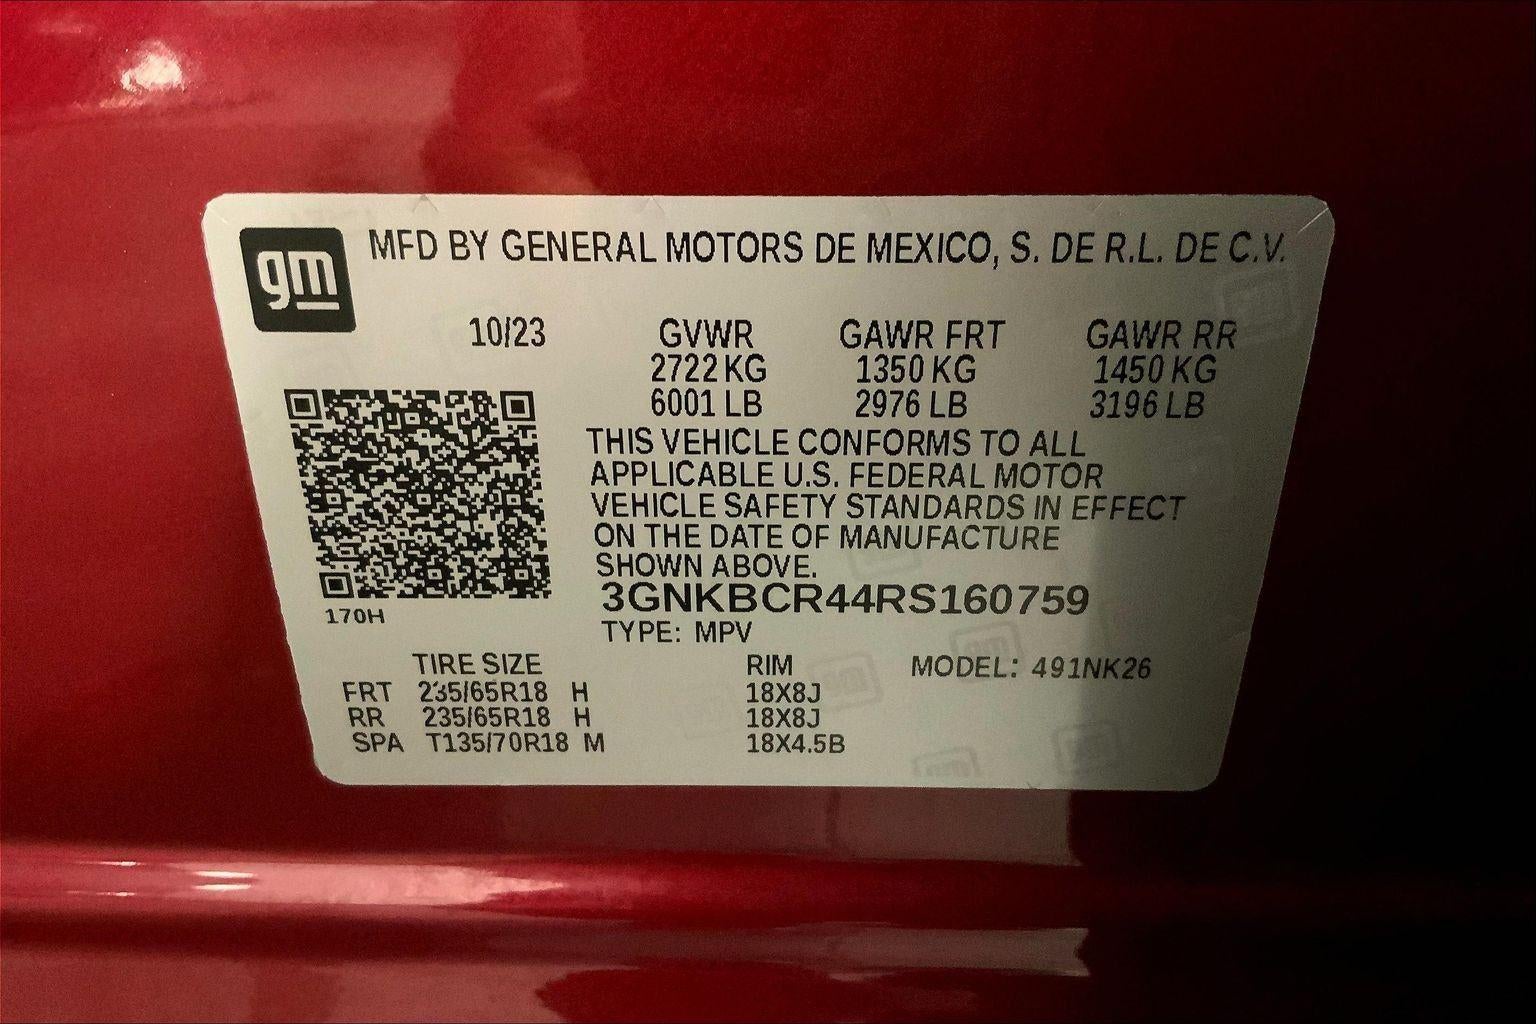 gm MFD BY GENERAL MOTORS DE MEXICO, S. DE R.L. DE C.V.
10/23 GVWR GAWR FRT GAWR RR
2722 KG 1350 KG 1450 KG
6001 LB 2976 LB 3196 LB
THIS VEHICLE CONFORMS TO ALL
APPLICABLE U.S. FEDERAL MOTOR
VEHICLE SAFETY STANDARDS IN EFFECT
ON THE DATE OF MANUFACTURE
SHOWN ABOVE.
3GNKBCR44RS160759
170H
TYPE: MPV
TIRE SIZE RIM MODEL: 491NK26
FRT 235/65R18 H 18X8J
RR 235/65R18 H 18X8J
SPA T135/70R18 M 18X4.5B